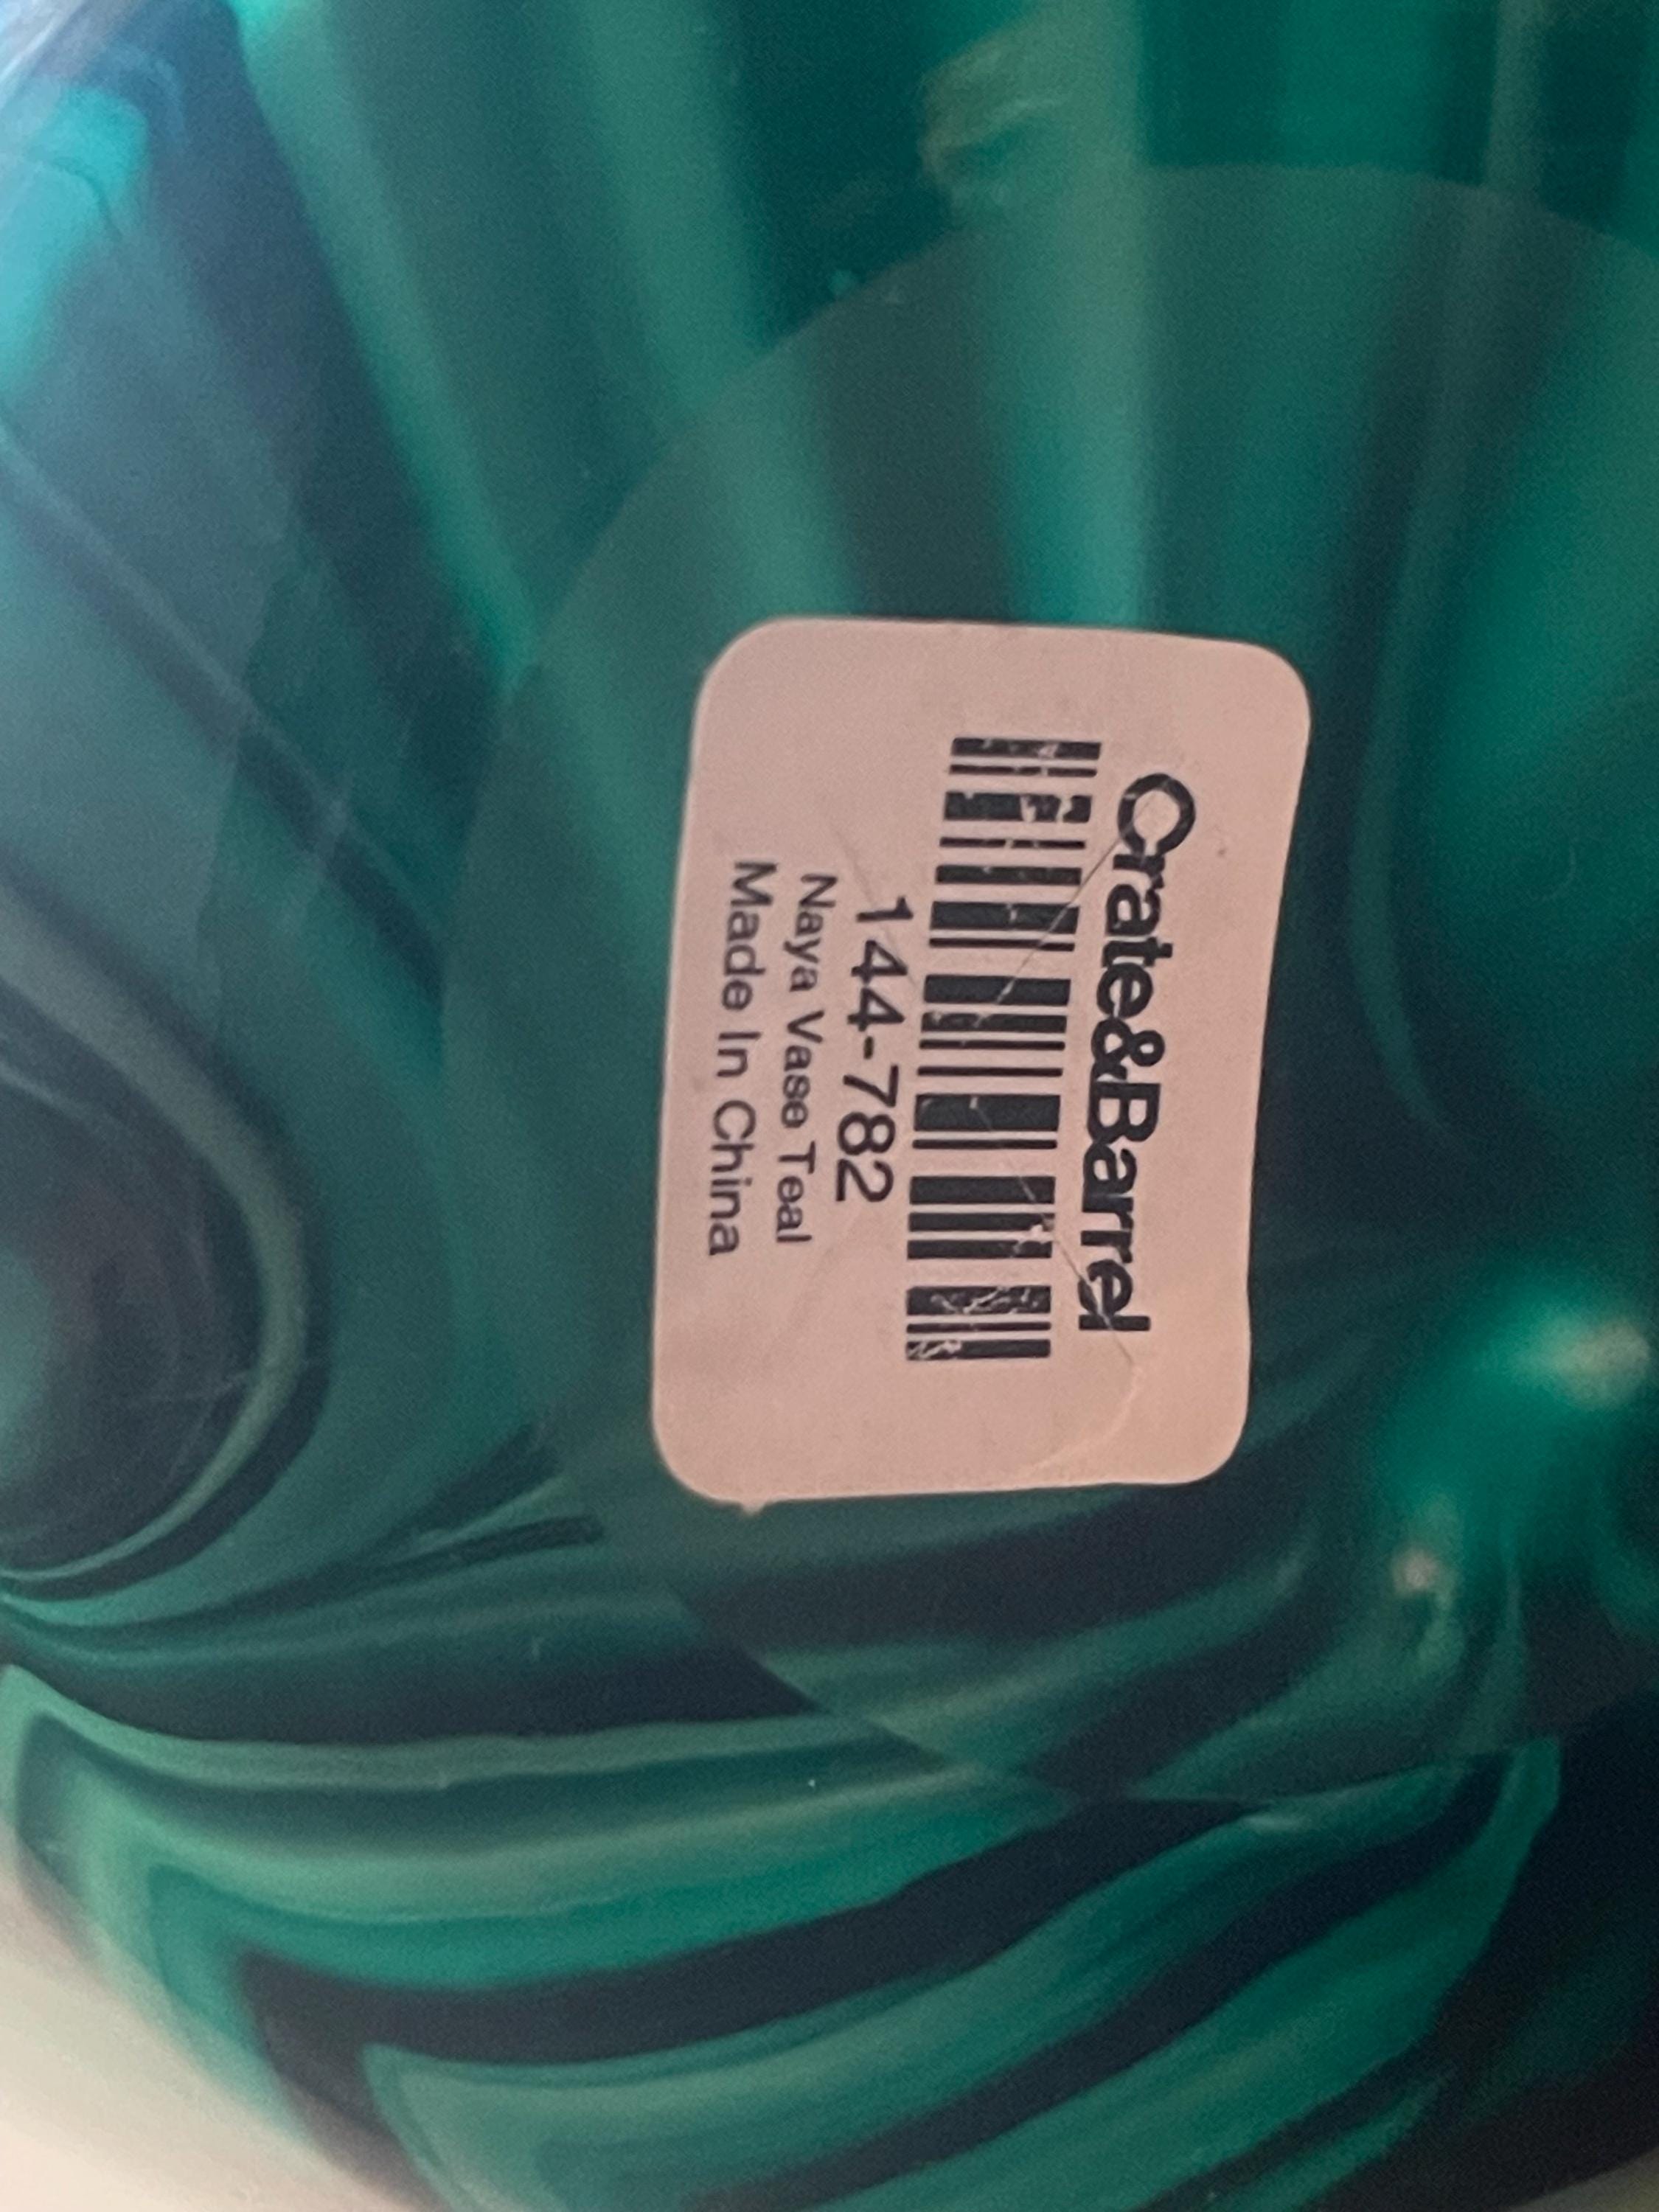 Crate&Barrel
144-782
Naya Vase Teal
Made In China